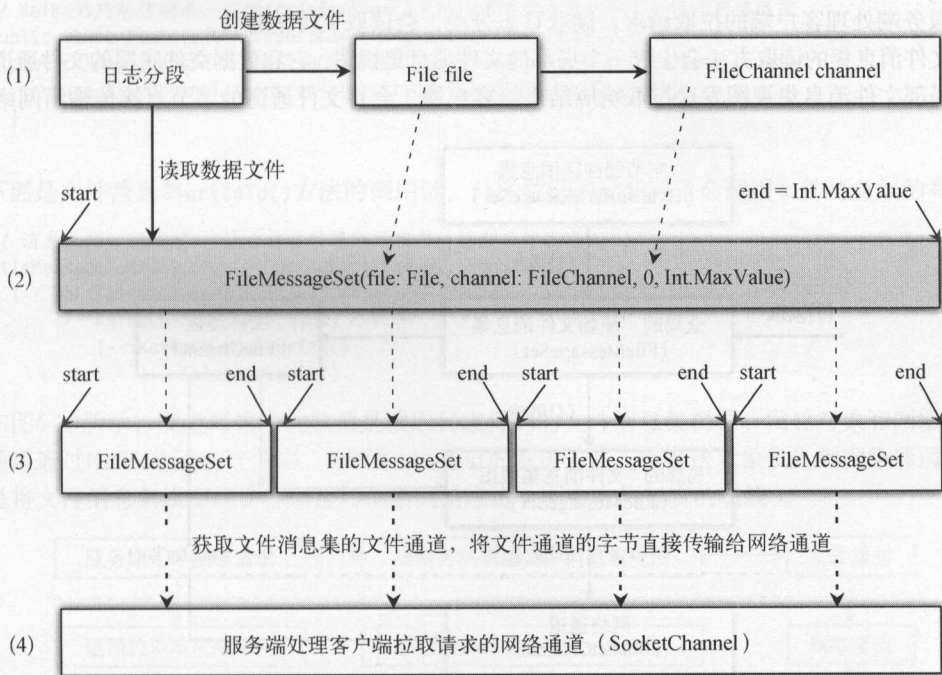 创建数据文件
(1) 日志分段 File file FileChannel channel
读取数据文件
start end = Int.MaxValue
(2) FileMessageSet(file: File, channel: FileChannel, 0, Int.MaxValue)
start end start end start end start end
(3) FileMessageSet FileMessageSet FileMessageSet FileMessageSet
获取文件消息集的文件通道，将文件通道的字节直接传输给网络通道
(4) 服务端处理客户端拉取请求的网络通道（SocketChannel）